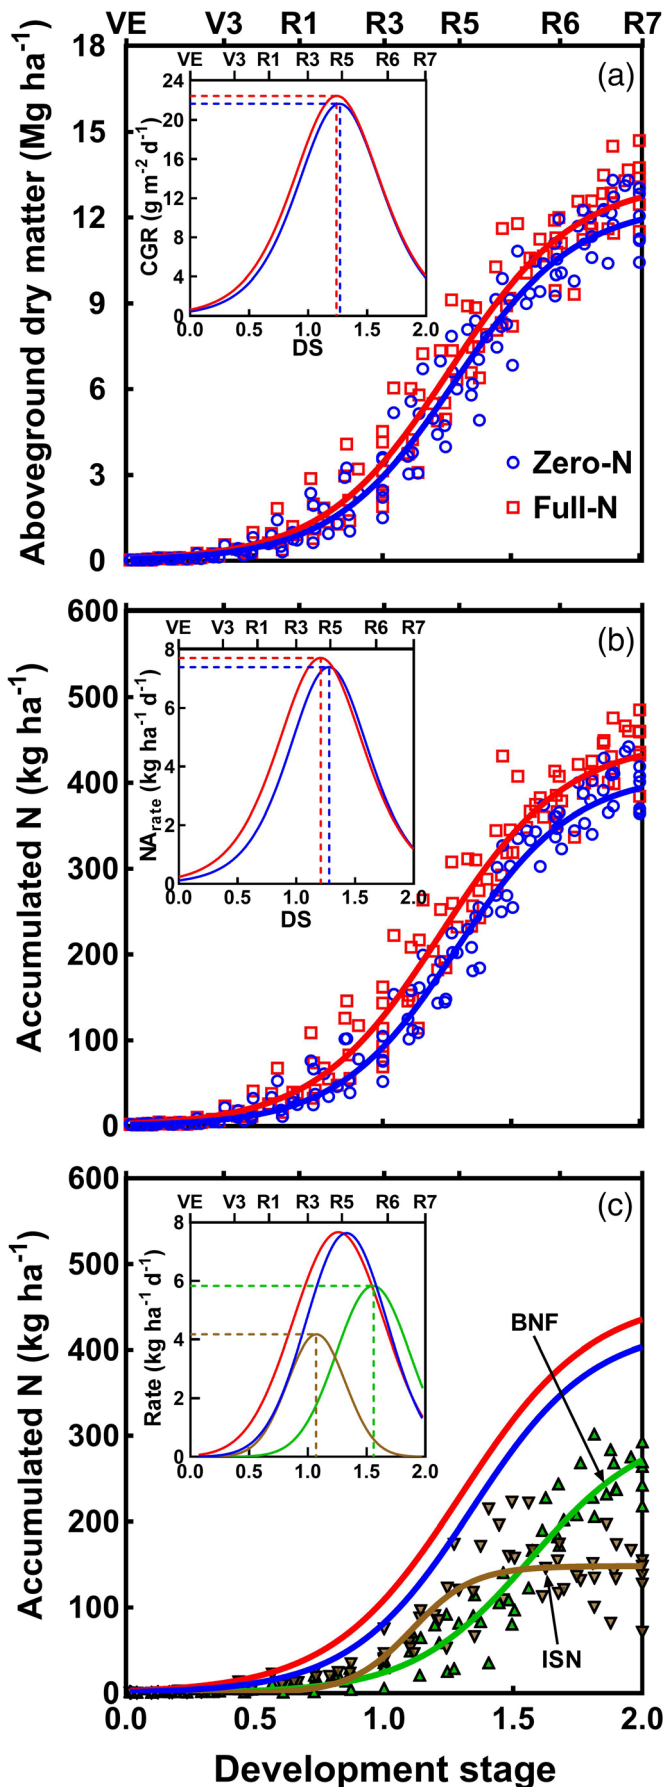 VE V3 R1 R3 R5 R6 R7
18
(a)
VE V3 R1 R3 R5 R6 R7
24
20
16
12
8
4
0
CGR (g m-2 d-1)
0.0 0.5 1.0 1.5 2.0
DS
15
12
9
6
3
0
Aboveground dry matter (Mg ha-1)
Zero-N
Full-N
600
(b)
VE V3 R1 R3 R5 R6 R7
8
6
4
2
0
NArate (kg ha-1 d-1)
0.0 0.5 1.0 1.5 2.0
DS
500
400
300
200
100
0
Accumulated N (kg ha-1)
600
(c)
VE V3 R1 R3 R5 R6 R7
8
6
4
2
0
Rate (kg ha-1 d-1)
0.0 0.5 1.0 1.5 2.0
500
400
300
200
100
0
Accumulated N (kg ha-1)
BNF
ISN
0.0 0.5 1.0 1.5 2.0
Development stage